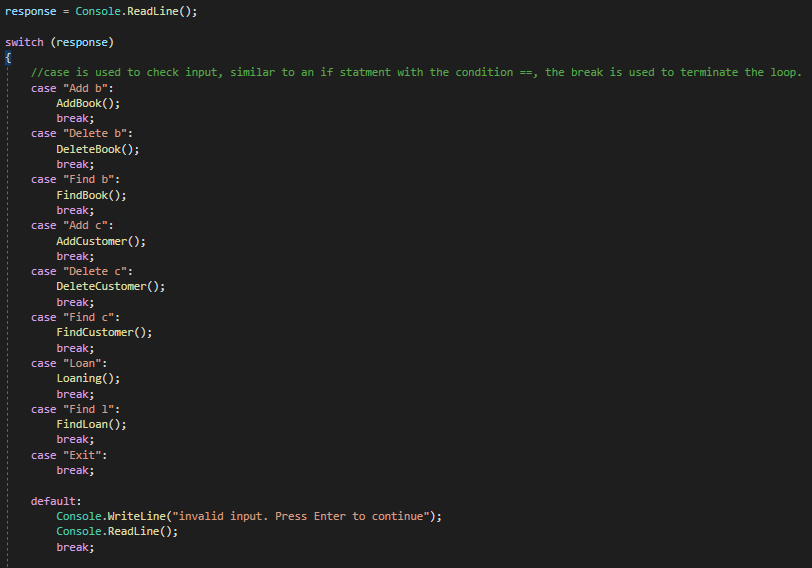 response = Console.ReadLine();
switch (response)
{
//case is used to check input, similar to an if statment with the condition ==, the break is used to terminate the loop.
case "Add b":
AddBook();
break;
case "Delete b":
DeleteBook();
break;
case "Find b":
FindBook();
break;
case "Add c":
AddCustomer();
break;
case "Delete c":
DeleteCustomer();
break;
case "Find c":
FindCustomer();
break;
case "Loan":
Loaning();
break;
case "Find l":
FindLoan();
break;
case "Exit":
break;
default:
Console.WriteLine("invalid input. Press Enter to continue");
Console.ReadLine();
break;